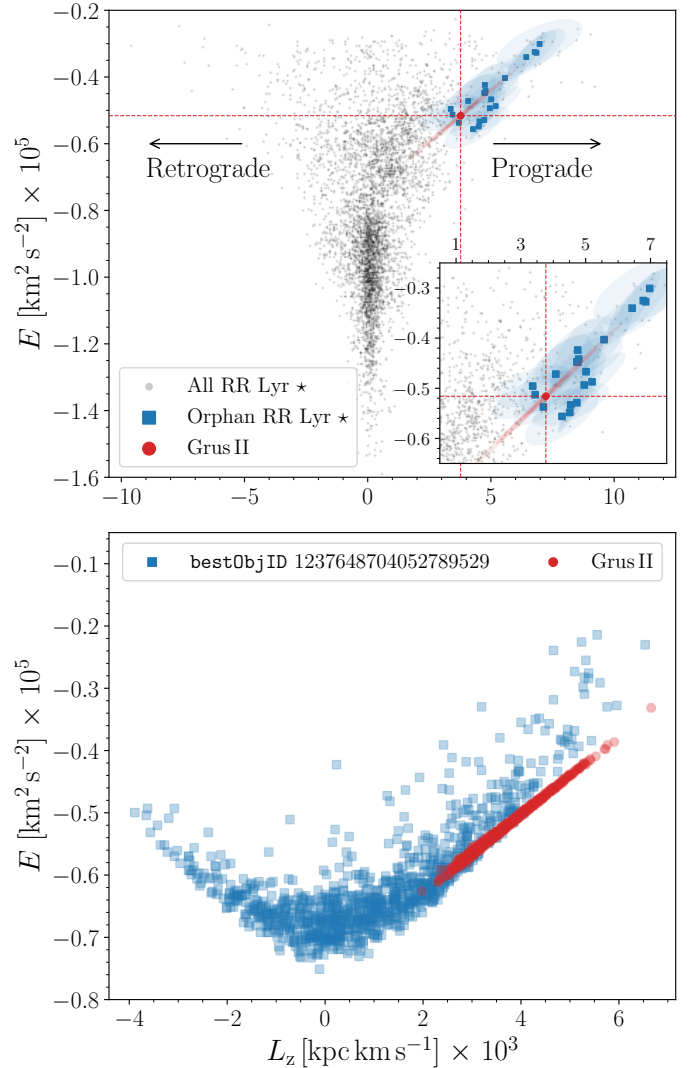 −0.2
−0.4
−0.6
−0.8
−1.0
−1.2
−1.4
−1.6
E [km² s⁻²] × 10⁵
Retrograde
Prograde
1 3 5 7
−0.3
−0.4
−0.5
−0.6
All RR Lyr ⋆
Orphan RR Lyr ⋆
Grus II
−10 −5 0 5 10
−0.1
−0.2
−0.3
−0.4
−0.5
−0.6
−0.7
−0.8
E [km² s⁻²] × 10⁵
bestObjID 1237648704052789529
Grus II
−4 −2 0 2 4 6
L_z [kpc km s⁻¹] × 10³